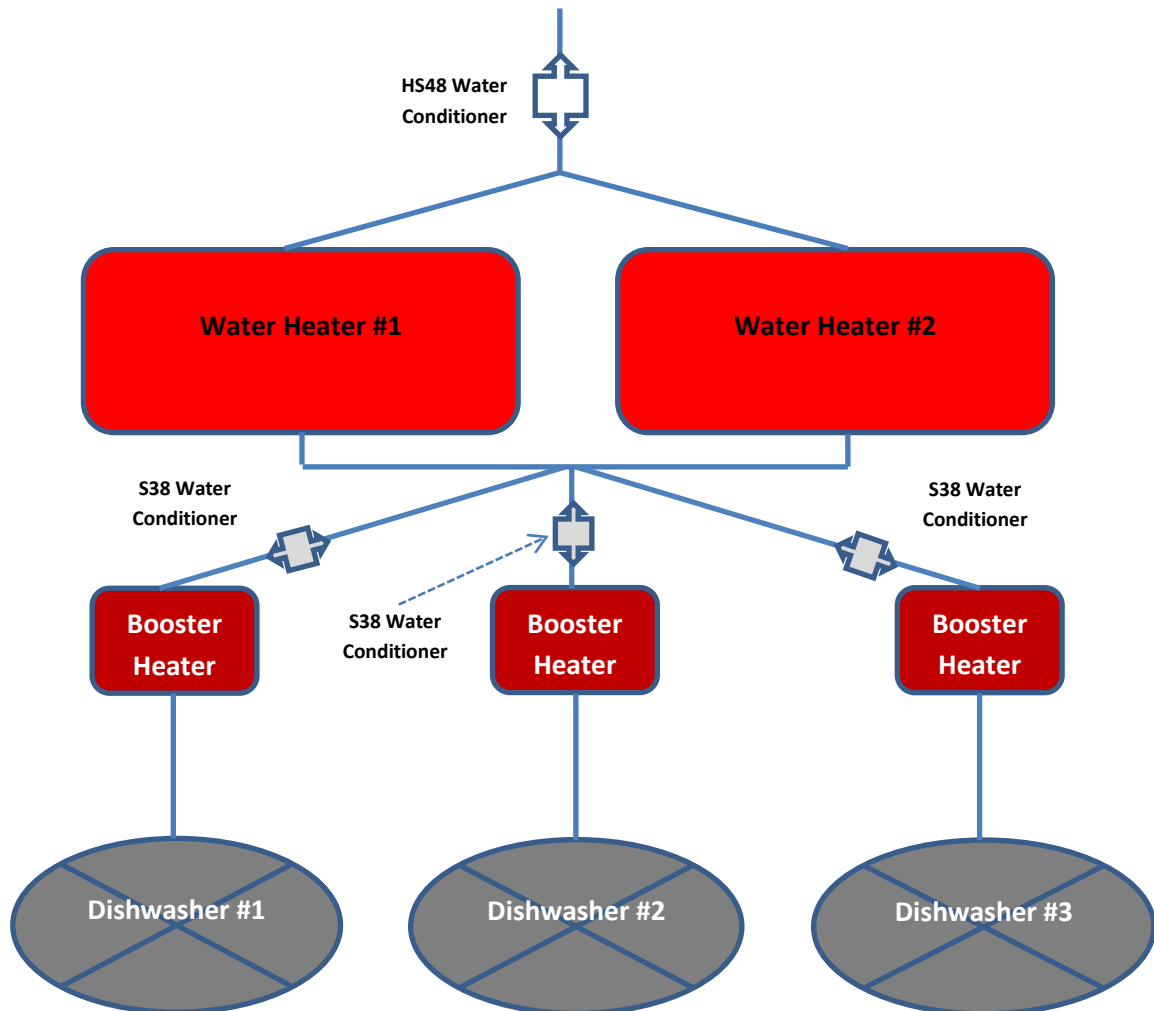 HS48 Water
Conditioner
Water Heater #1
Water Heater #2
S38 Water
Conditioner
S38 Water
Conditioner
S38 Water
Conditioner
Booster
Heater
Booster
Heater
Booster
Heater
Dishwasher #1
Dishwasher #2
Dishwasher #3